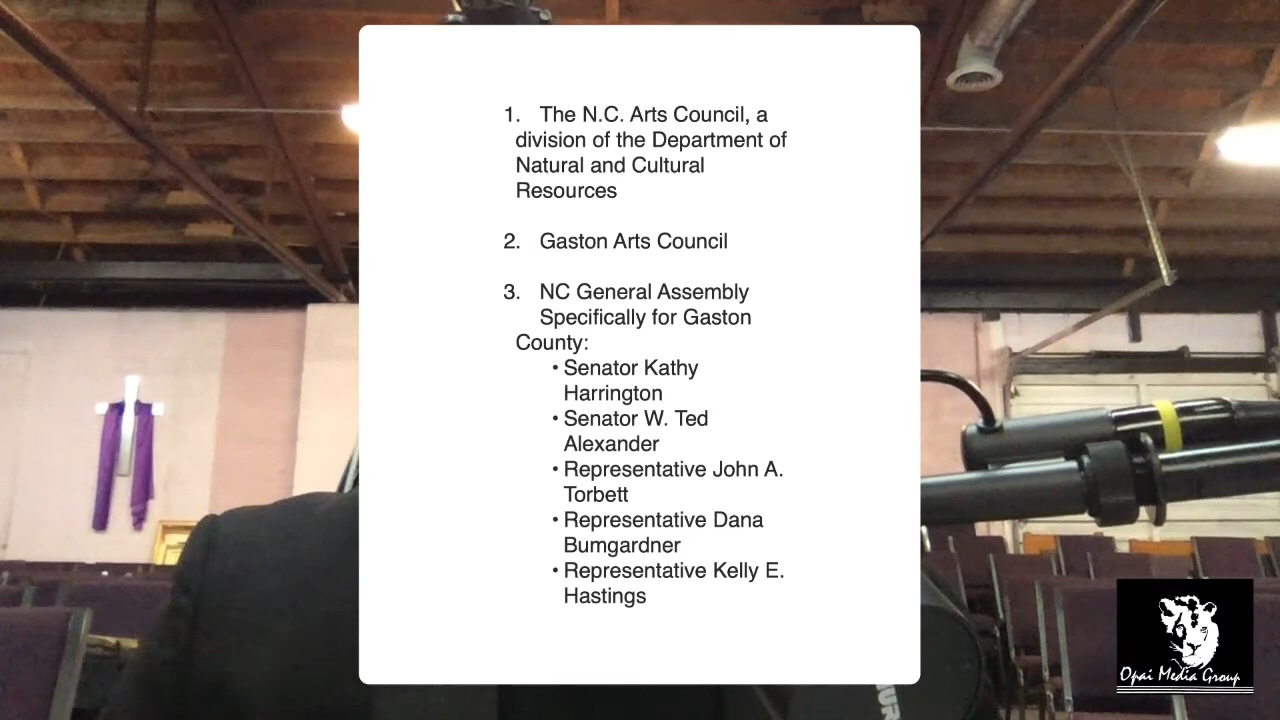 1. The N.C. Arts Council, a
division of the Department of
Natural and Cultural
Resources
2. Gaston Arts Council
3. NC General Assembly
Specifically for Gaston
County:
• Senator Kathy
Harrington
• Senator W. Ted
Alexander
• Representative John A.
Torbett
• Representative Dana
Bumgardner
• Representative Kelly E.
Hastings
Opai Media Group